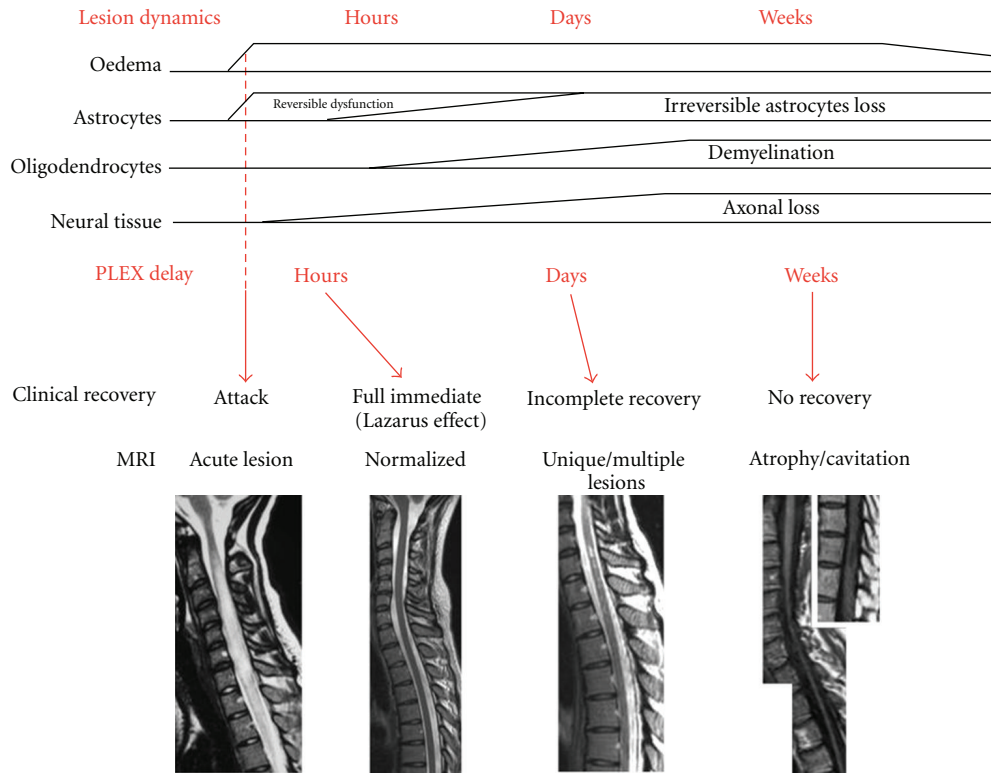 Lesion dynamics Hours Days Weeks
Oedema
Reversible dysfunction
Astrocytes Irreversible astrocytes loss
Oligodendrocytes Demyelination
Neural tissue Axonal loss
PLEX delay Hours Days Weeks
Clinical recovery Attack Full immediate Incomplete recovery No recovery
(Lazarus effect)
MRI Acute lesion Normalized Unique/multiple Atrophy/cavitation
lesions